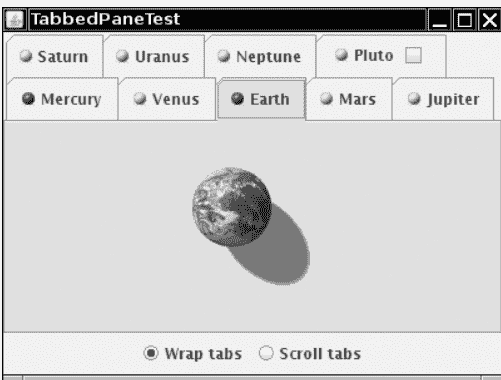 TabbedPaneTest
Saturn Uranus Neptune Pluto
Mercury Venus Earth Mars Jupiter
Wrap tabs Scroll tabs